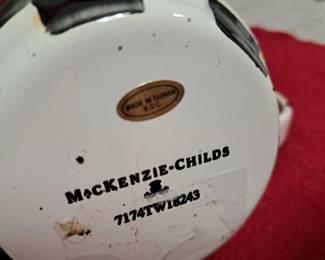 MADE IN TAIWAN
R.O.C.
MACKENZIE-CHILDS
7174TW18243